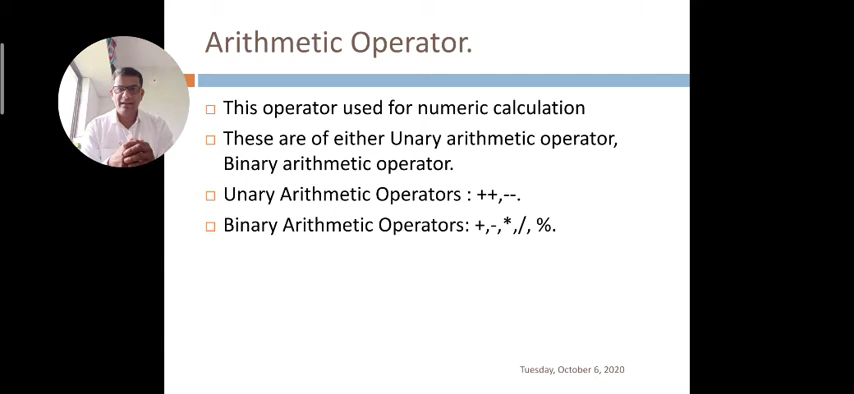 Arithmetic Operator.
This operator used for numeric calculation
These are of either Unary arithmetic operator,
Binary arithmetic operator.
Unary Arithmetic Operators : ++,--.
Binary Arithmetic Operators: +,-,*,/, %.
Tuesday, October 6, 2020